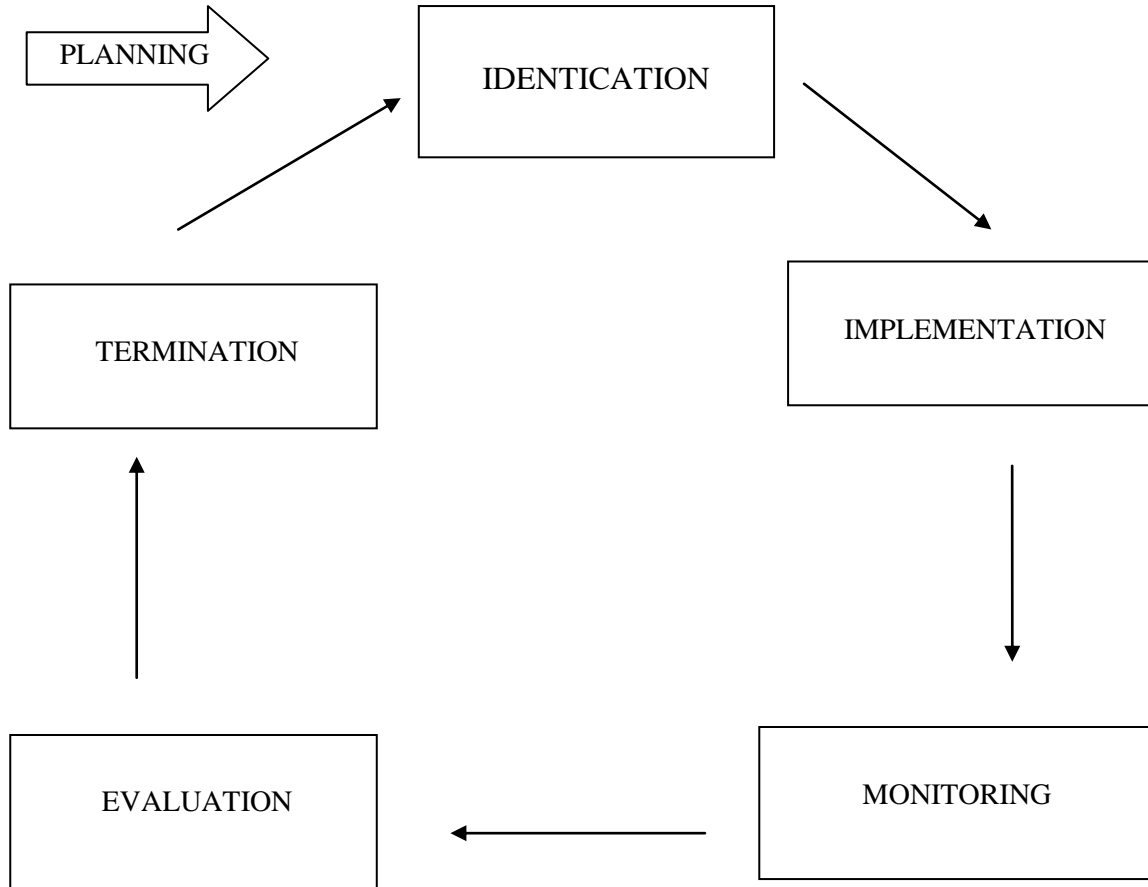 PLANNING
IDENTICATION
TERMINATION
IMPLEMENTATION
EVALUATION
MONITORING